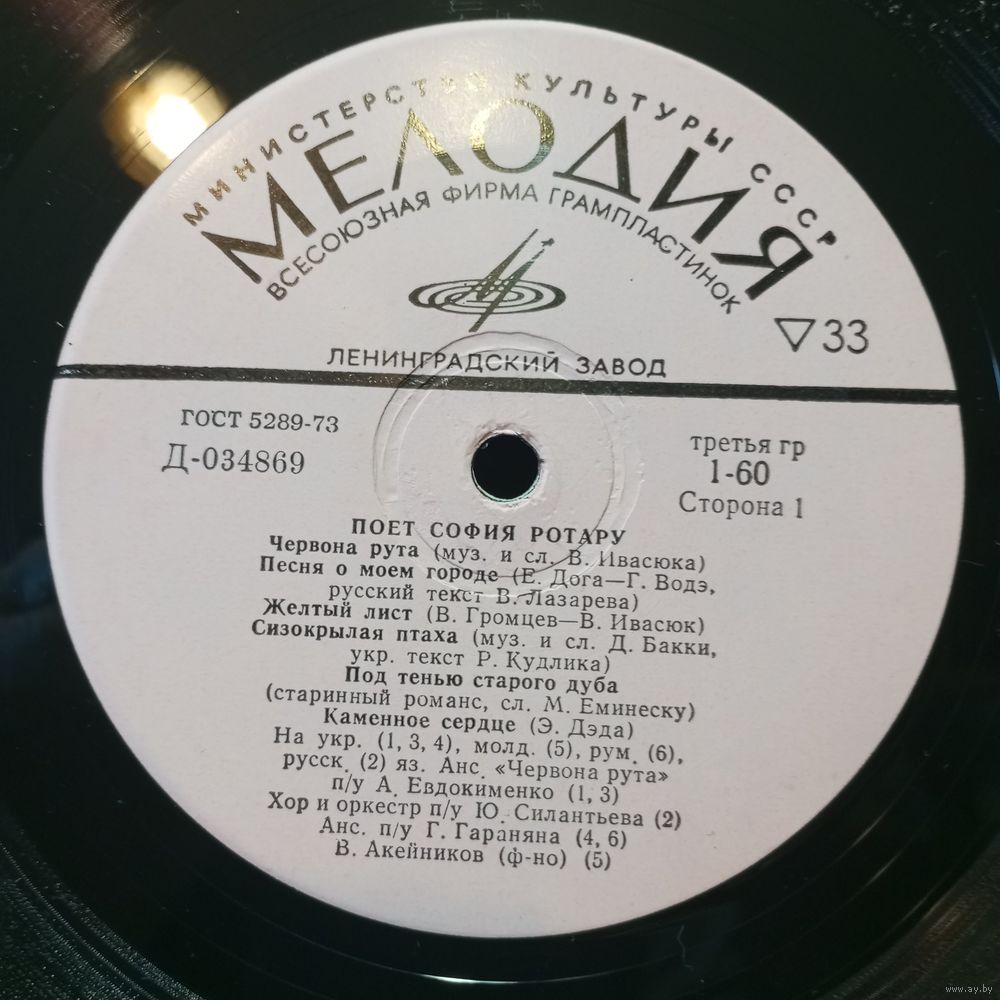 МИНИСТЕРСТВО КУЛЬТУРЫ СССР
МЕЛОДИЯ
ВСЕСОЮЗНАЯ ФИРМА ГРАМПЛАСТИНОК
▽33
ЛЕНИНГРАДСКИЙ ЗАВОД
ГОСТ 5289-73
Д-034869
третья гр
1-60
Сторона 1
ПОЕТ СОФИЯ РОТАРУ
Червона рута (муз. и сл. В. Ивасюка)
Песня о моем городе (Е. Дога—Г. Водэ,
русский текст В. Лазарева)
Желтый лист (В. Громцев—В. Ивасюк)
Сизокрылая птаха (муз. и сл. Д. Бакки,
укр. текст Р. Кудлика)
Под тенью старого дуба
(старинный романс, сл. М. Еминеску)
Каменное сердце (Э. Дэда)
На укр. (1, 3, 4), молд. (5), рум. (6),
русск. (2) яз. Анс. «Червона рута»
п/у А. Евдокименко (1, 3)
Хор и оркестр п/у Ю. Силантьева (2)
Анс. п/у Г. Гараняна (4, 6)
В. Акейников (ф-но) (5)
www.ay.by